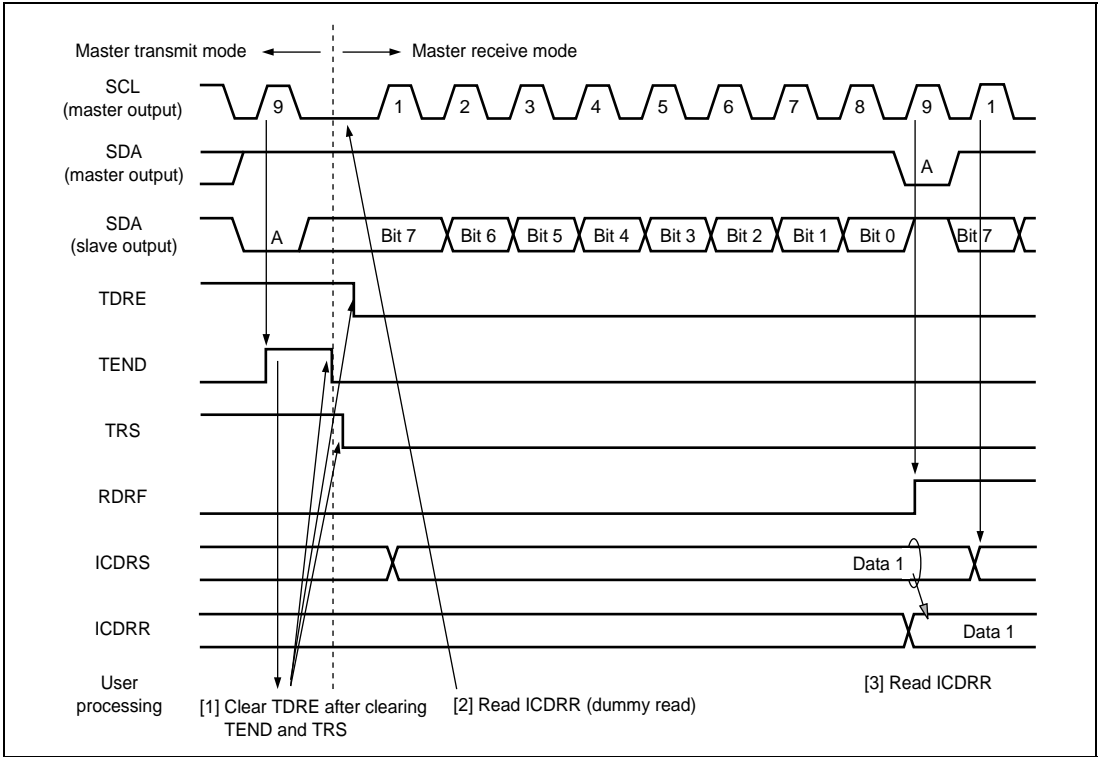 Master transmit mode
Master receive mode
SCL
(master output)
9 1 2 3 4 5 6 7 8 9 1
SDA
(master output)
A
SDA
(slave output)
A Bit 7 Bit 6 Bit 5 Bit 4 Bit 3 Bit 2 Bit 1 Bit 0 Bit 7
TDRE
TEND
TRS
RDRF
ICDRS
Data 1
ICDRR
Data 1
User
processing
[1] Clear TDRE after clearing
TEND and TRS
[2] Read ICDRR (dummy read)
[3] Read ICDRR